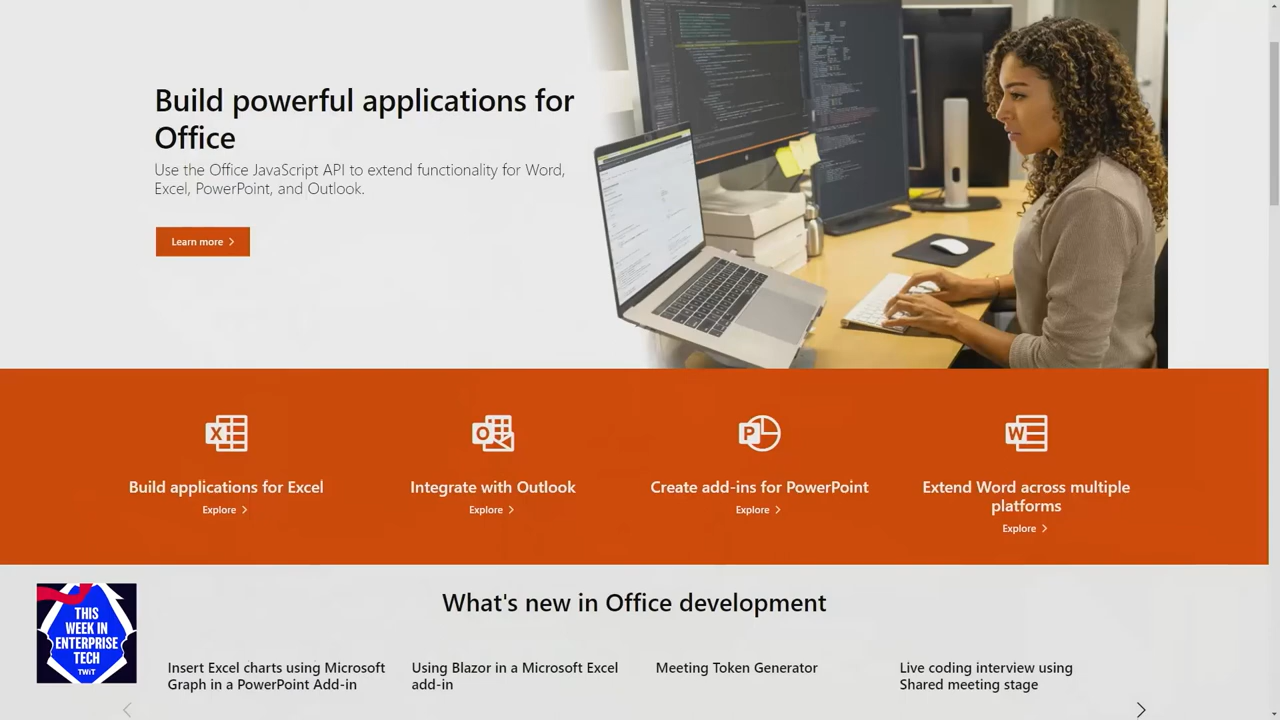 Build powerful applications for
Office
Use the Office JavaScript API to extend functionality for Word,
Excel, PowerPoint, and Outlook.
Learn more
X
O
P
W
Build applications for Excel
Integrate with Outlook
Create add-ins for PowerPoint
Extend Word across multiple
platforms
Explore
Explore
Explore
Explore
What's new in Office development
THIS
WEEK IN
ENTERPRISE
TECH
TWiT
Insert Excel charts using Microsoft
Graph in a PowerPoint Add-in
Using Blazor in a Microsoft Excel
add-in
Meeting Token Generator
Live coding interview using
Shared meeting stage